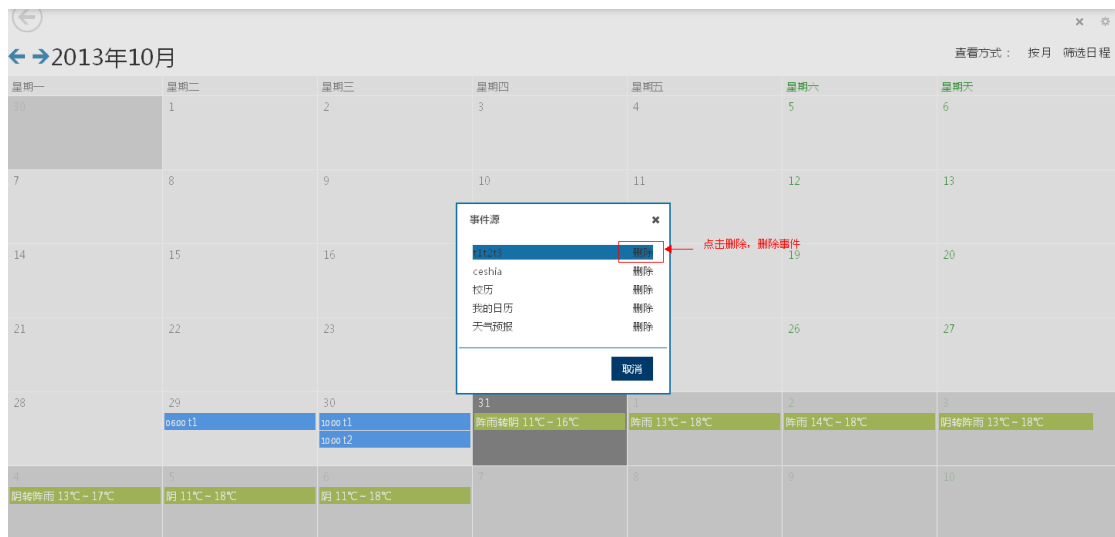 2013年10月
查看方式： 按月 筛选日程
星期一 星期二 星期三 星期四 星期五 星期六 星期天
30 1 2 3 4 5 6
7 8 9 10 11 12 13
事件源
t1t2t3 删除
点击删除，删除事件
ceshia 删除
校历 删除
我的日历 删除
天气预报 删除
取消
14 15 16 19 20
21 22 23 26 27
28 29 30 31 1 2 3
0600 t1 1000 t1 阵雨转阴 11℃ ~ 16℃ 阵雨 13℃ ~ 18℃ 阵雨 14℃ ~ 18℃ 阴转阵雨 13℃ ~ 18℃
1000 t2
4 5 6 7 8 9 10
阴转阵雨 13℃ ~ 17℃ 阴 11℃ ~ 18℃ 阴 11℃ ~ 18℃